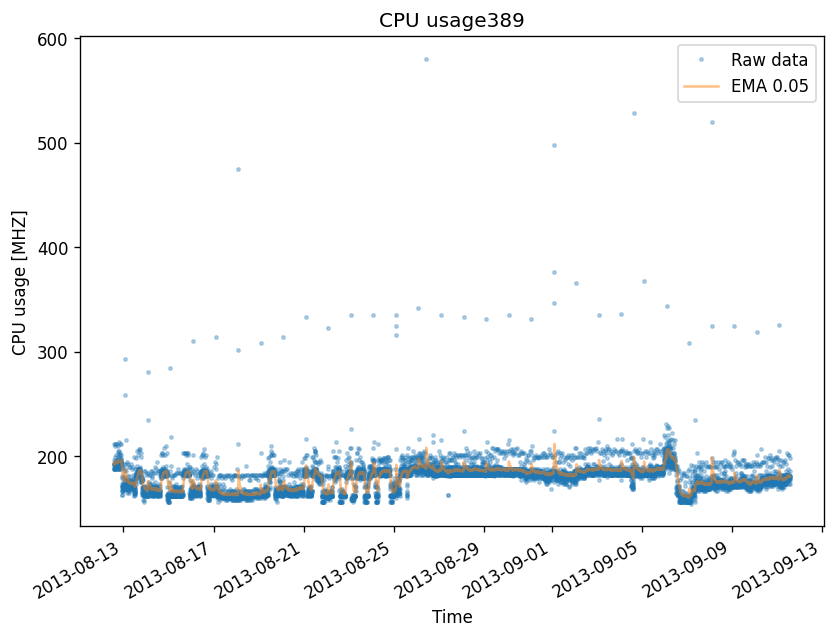 CPU usage389
Raw data
EMA 0.05
CPU usage [MHZ]
600
500
400
300
200
2013-08-13
2013-08-17
2013-08-21
2013-08-25
2013-08-29
2013-09-01
2013-09-05
2013-09-09
2013-09-13
Time